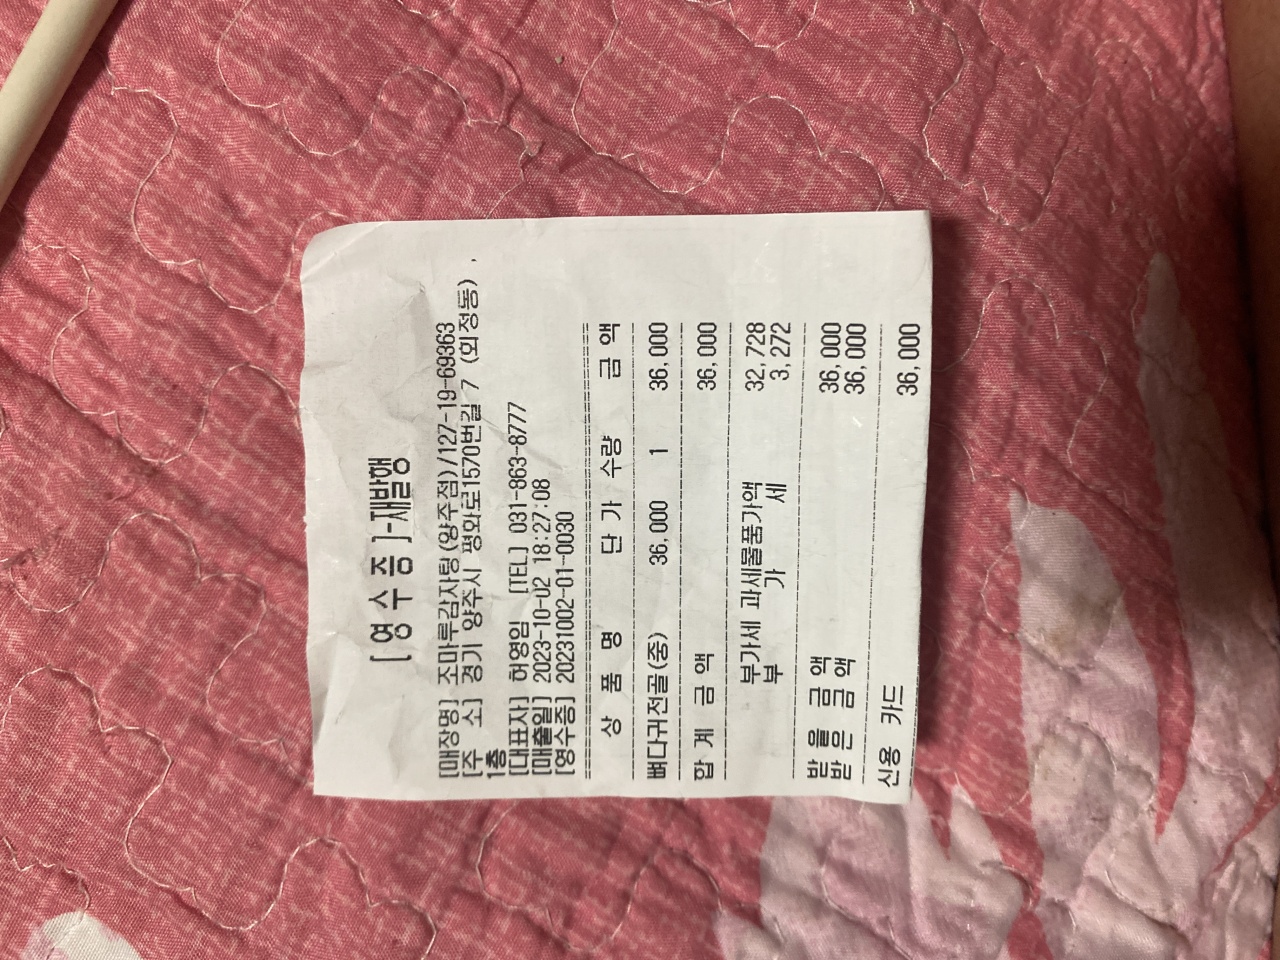 [영 수 증 ]-재발행
[매장명] 조마루감자탕(양주점)/127-19-69363
[주 소] 경기 양주시 평화로1570번길 7 (회정동) ,
1층
[대표자] 허영임 [TEL] 031-863-8777
[매출일] 2023-10-02 18:27:08
[영수증] 20231002-01-0030
상 품 명 단 가 수량 금 액
뼈다귀전골(중) 36,000 1 36,000
합 계 금 액 36,000
부가세 과세물품가액 32,728
부 가 세 3,272
받을 금액 36,000
받은 금액 36,000
신용 카드 36,000